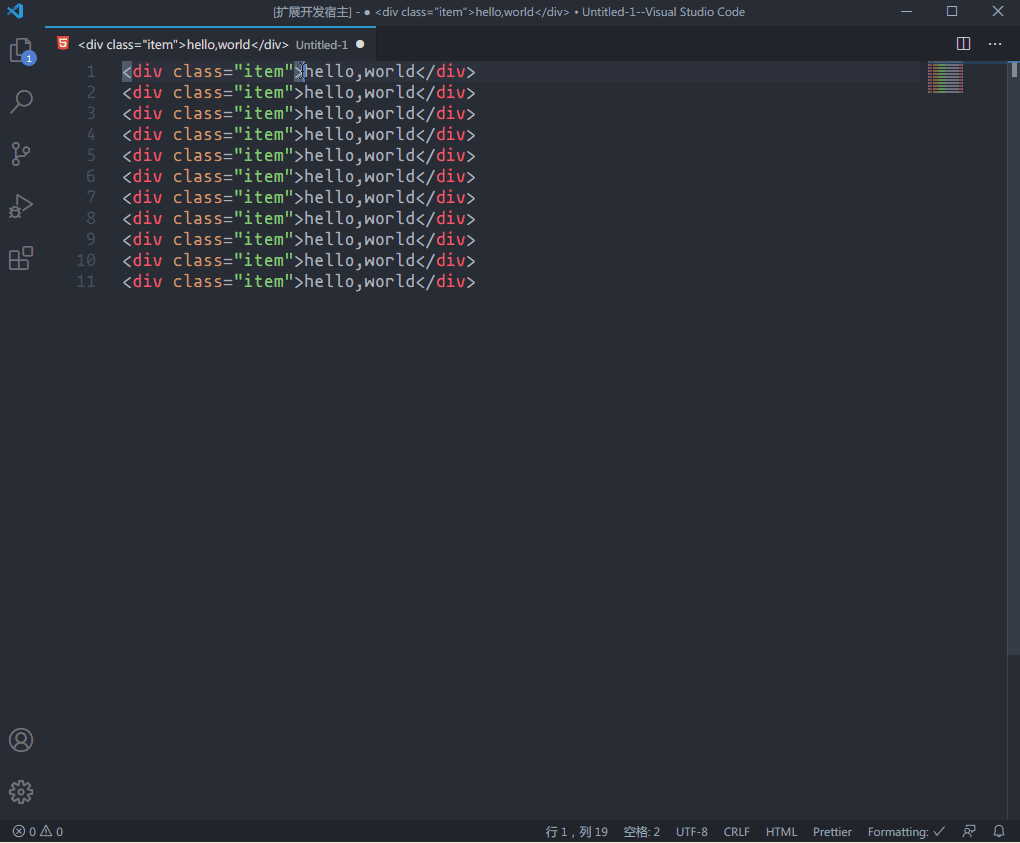 [扩展开发宿主] - ● <div class="item">hello,world</div> • Untitled-1--Visual Studio Code
<div class="item">hello,world</div> Untitled-1 ●
1
1 <div class="item">hello,world</div>
2 <div class="item">hello,world</div>
3 <div class="item">hello,world</div>
4 <div class="item">hello,world</div>
5 <div class="item">hello,world</div>
6 <div class="item">hello,world</div>
7 <div class="item">hello,world</div>
8 <div class="item">hello,world</div>
9 <div class="item">hello,world</div>
10 <div class="item">hello,world</div>
11 <div class="item">hello,world</div>
0 0 行 1，列 19 空格: 2 UTF-8 CRLF HTML Prettier Formatting: ✓